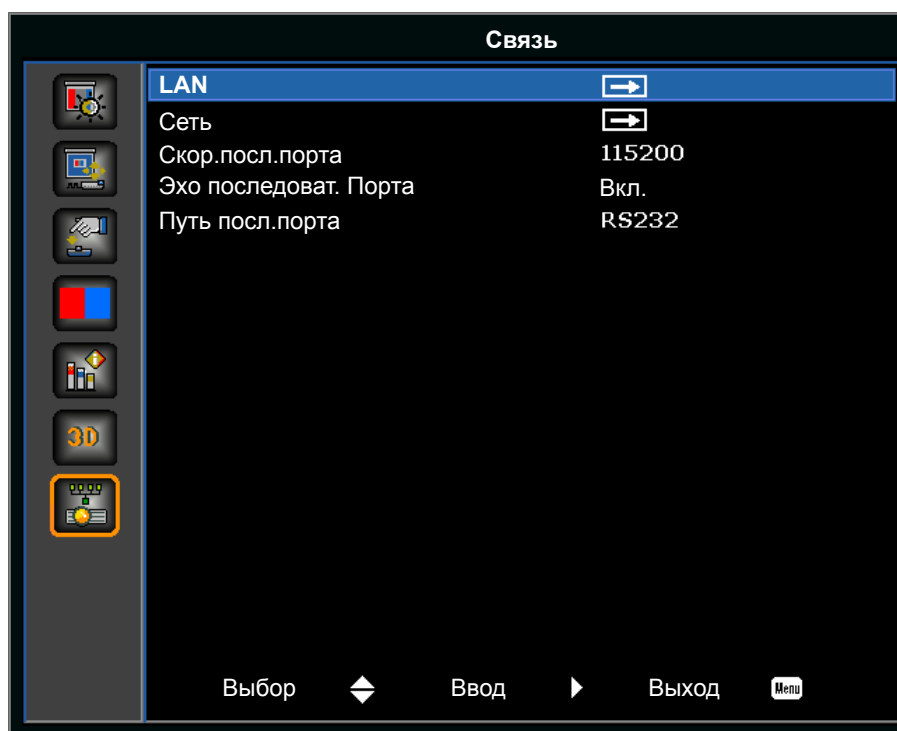 Связь
LAN
Сеть
Скор.посл.порта 115200
Эхо последоват. Порта Вкл.
Путь посл.порта RS232
3D
Выбор Ввод Выход Menu